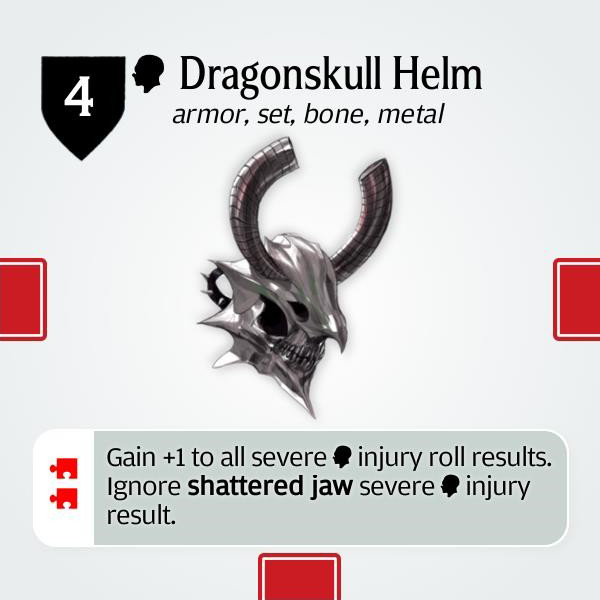 4
Dragonskull Helm
armor, set, bone, metal
Gain +1 to all severe injury roll results.
Ignore shattered jaw severe injury
result.